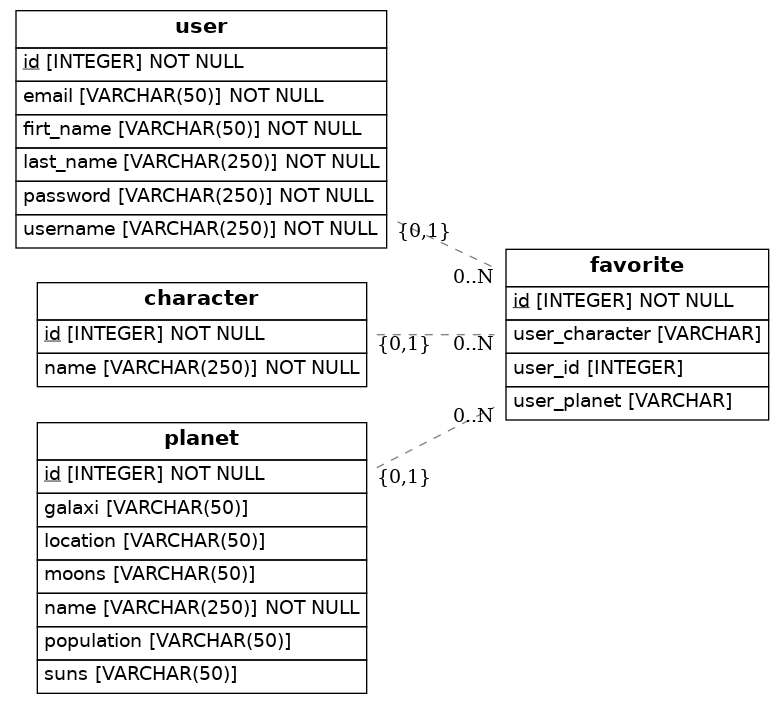 user
id [INTEGER] NOT NULL
email [VARCHAR(50)] NOT NULL
firt_name [VARCHAR(50)] NOT NULL
last_name [VARCHAR(250)] NOT NULL
password [VARCHAR(250)] NOT NULL
username [VARCHAR(250)] NOT NULL
{0,1}
0..N
character
id [INTEGER] NOT NULL
name [VARCHAR(250)] NOT NULL
{0,1}
0..N
planet
id [INTEGER] NOT NULL
galaxi [VARCHAR(50)]
location [VARCHAR(50)]
moons [VARCHAR(50)]
name [VARCHAR(250)] NOT NULL
population [VARCHAR(50)]
suns [VARCHAR(50)]
{0,1}
0..N
favorite
id [INTEGER] NOT NULL
user_character [VARCHAR]
user_id [INTEGER]
user_planet [VARCHAR]